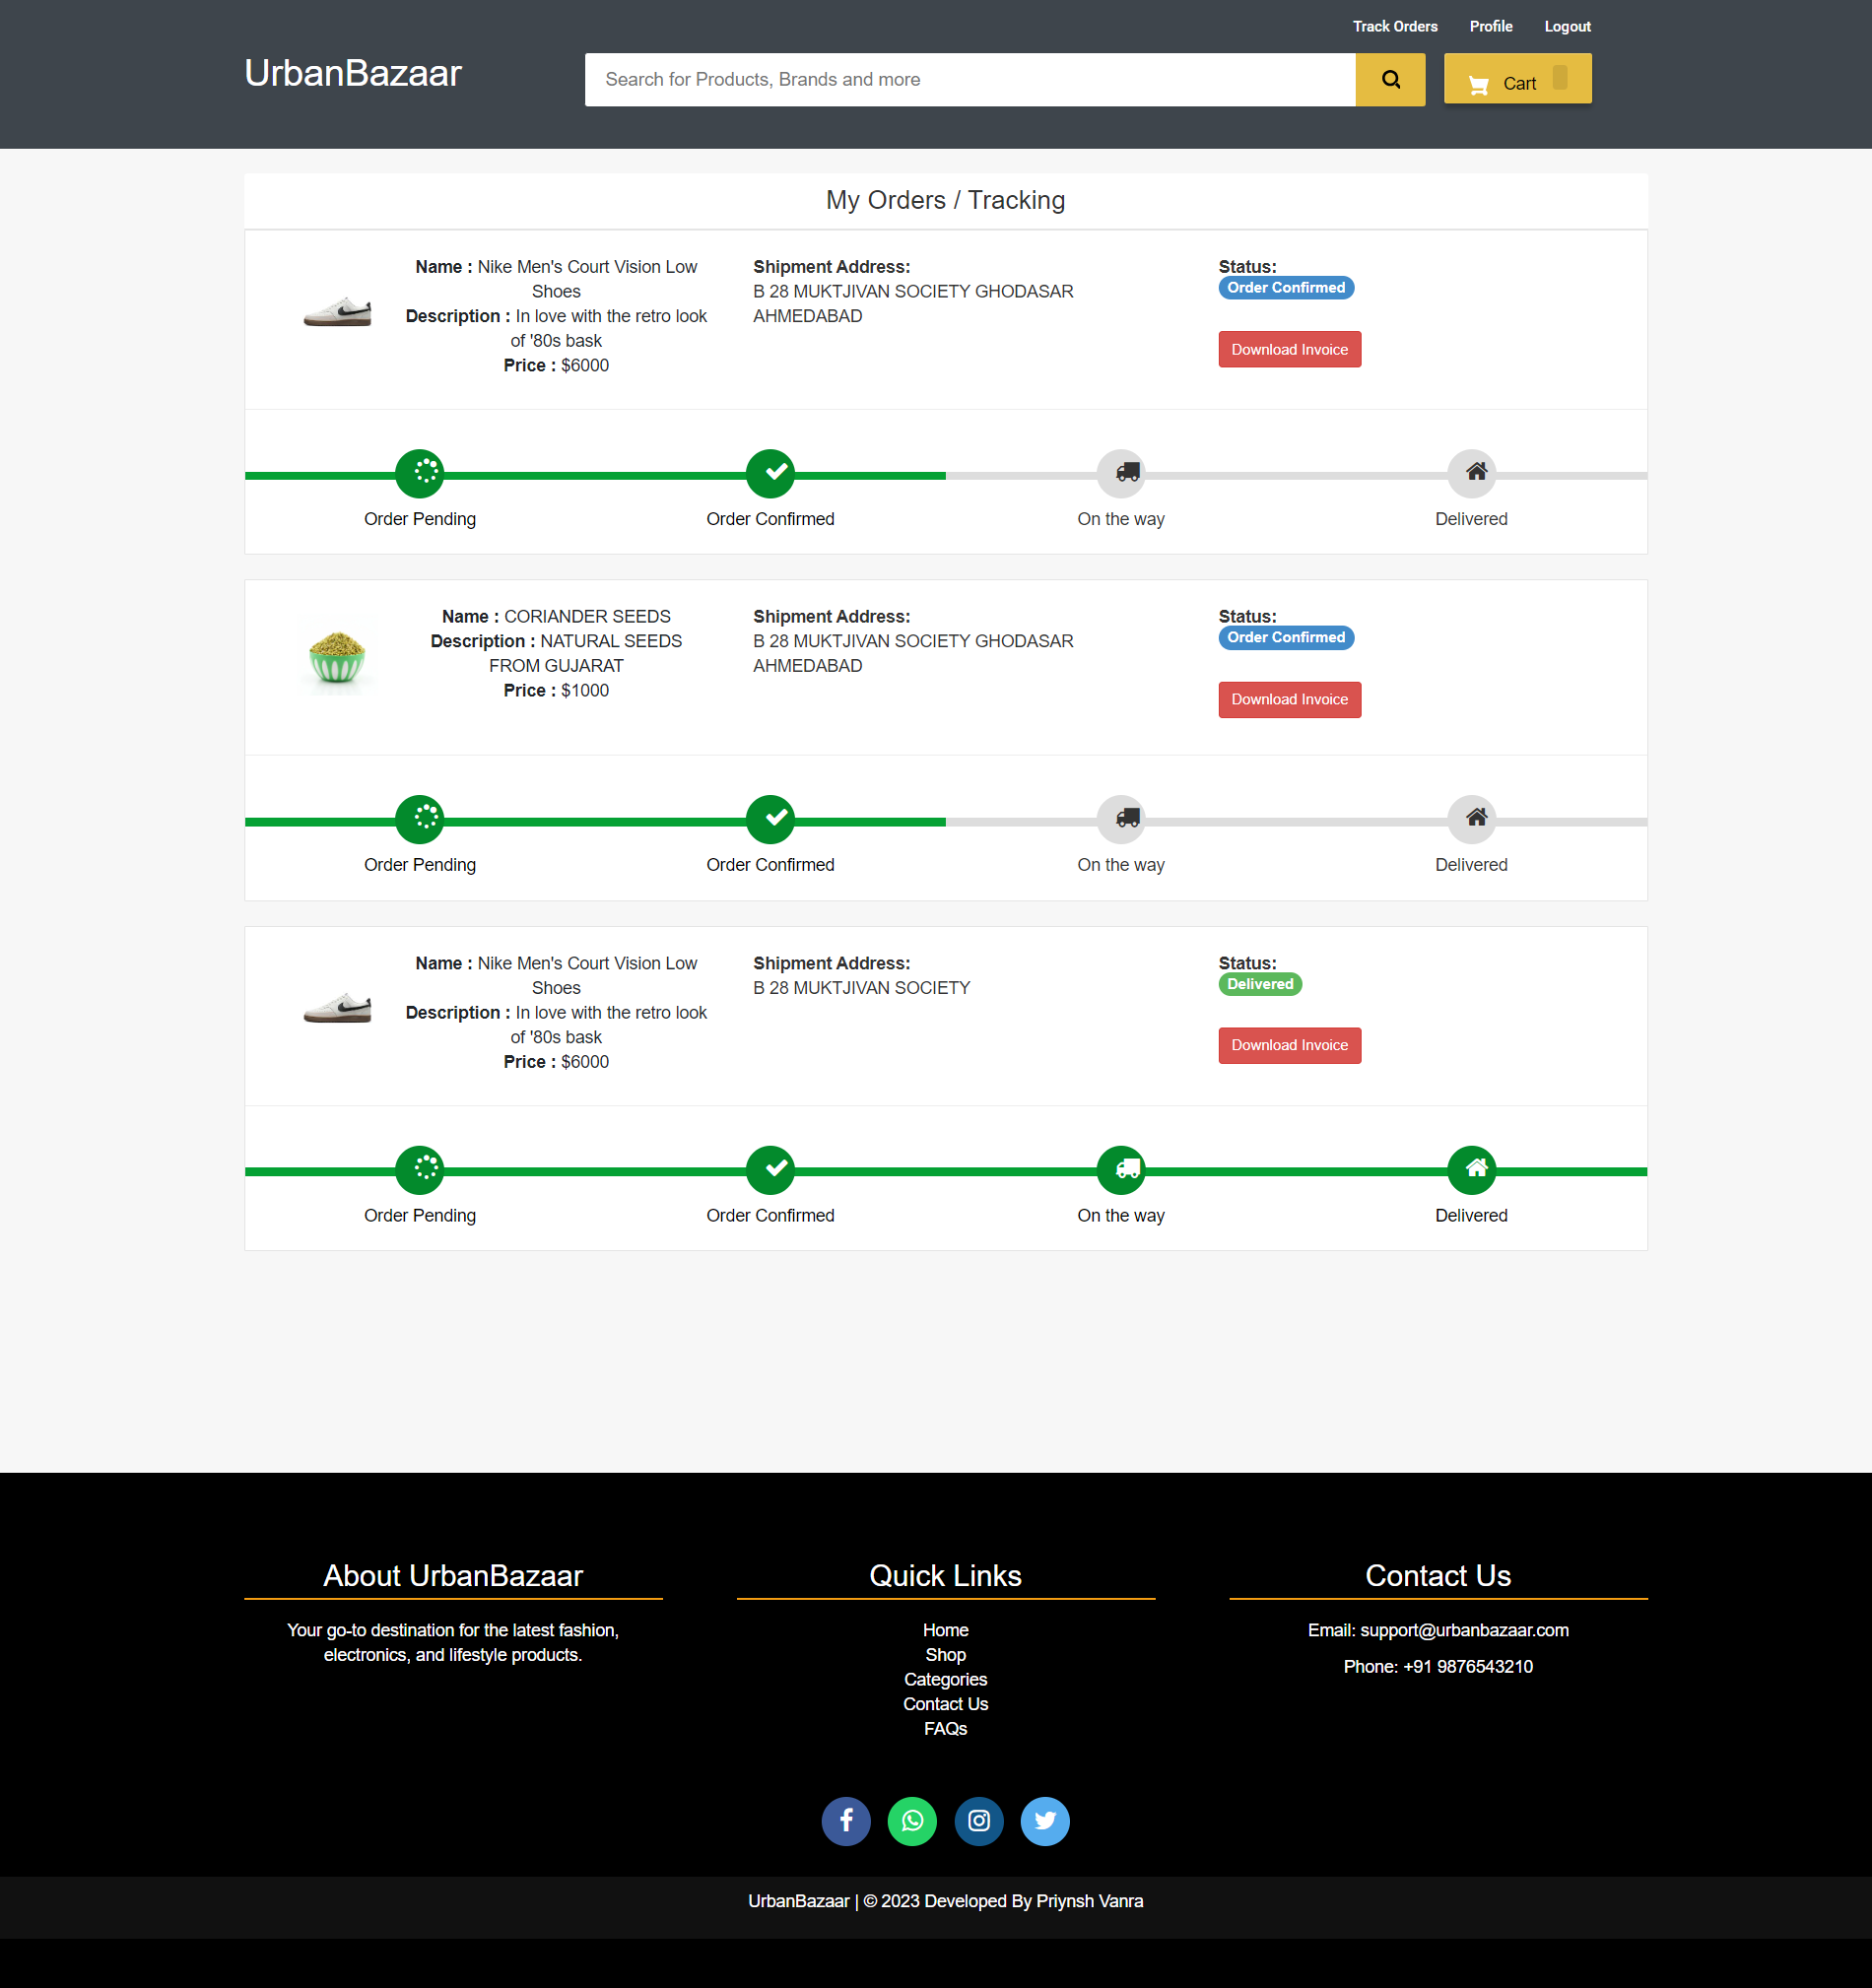 Track Orders Profile Logout
UrbanBazaar
Search for Products, Brands and more
Cart
My Orders / Tracking
Name : Nike Men's Court Vision Low
Shoes
Description : In love with the retro look
of '80s bask
Price : $6000
Shipment Address:
B 28 MUKTJIVAN SOCIETY GHODASAR
AHMEDABAD
Status:
Order Confirmed
Download Invoice
Order Pending
Order Confirmed
On the way
Delivered
Name : CORIANDER SEEDS
Description : NATURAL SEEDS
FROM GUJARAT
Price : $1000
Shipment Address:
B 28 MUKTJIVAN SOCIETY GHODASAR
AHMEDABAD
Status:
Order Confirmed
Download Invoice
Order Pending
Order Confirmed
On the way
Delivered
Name : Nike Men's Court Vision Low
Shoes
Description : In love with the retro look
of '80s bask
Price : $6000
Shipment Address:
B 28 MUKTJIVAN SOCIETY
Status:
Delivered
Download Invoice
Order Pending
Order Confirmed
On the way
Delivered
About UrbanBazaar
Your go-to destination for the latest fashion,
electronics, and lifestyle products.
Quick Links
Home
Shop
Categories
Contact Us
FAQs
Contact Us
Email: support@urbanbazaar.com
Phone: +91 9876543210
UrbanBazaar | © 2023 Developed By Priynsh Vanra